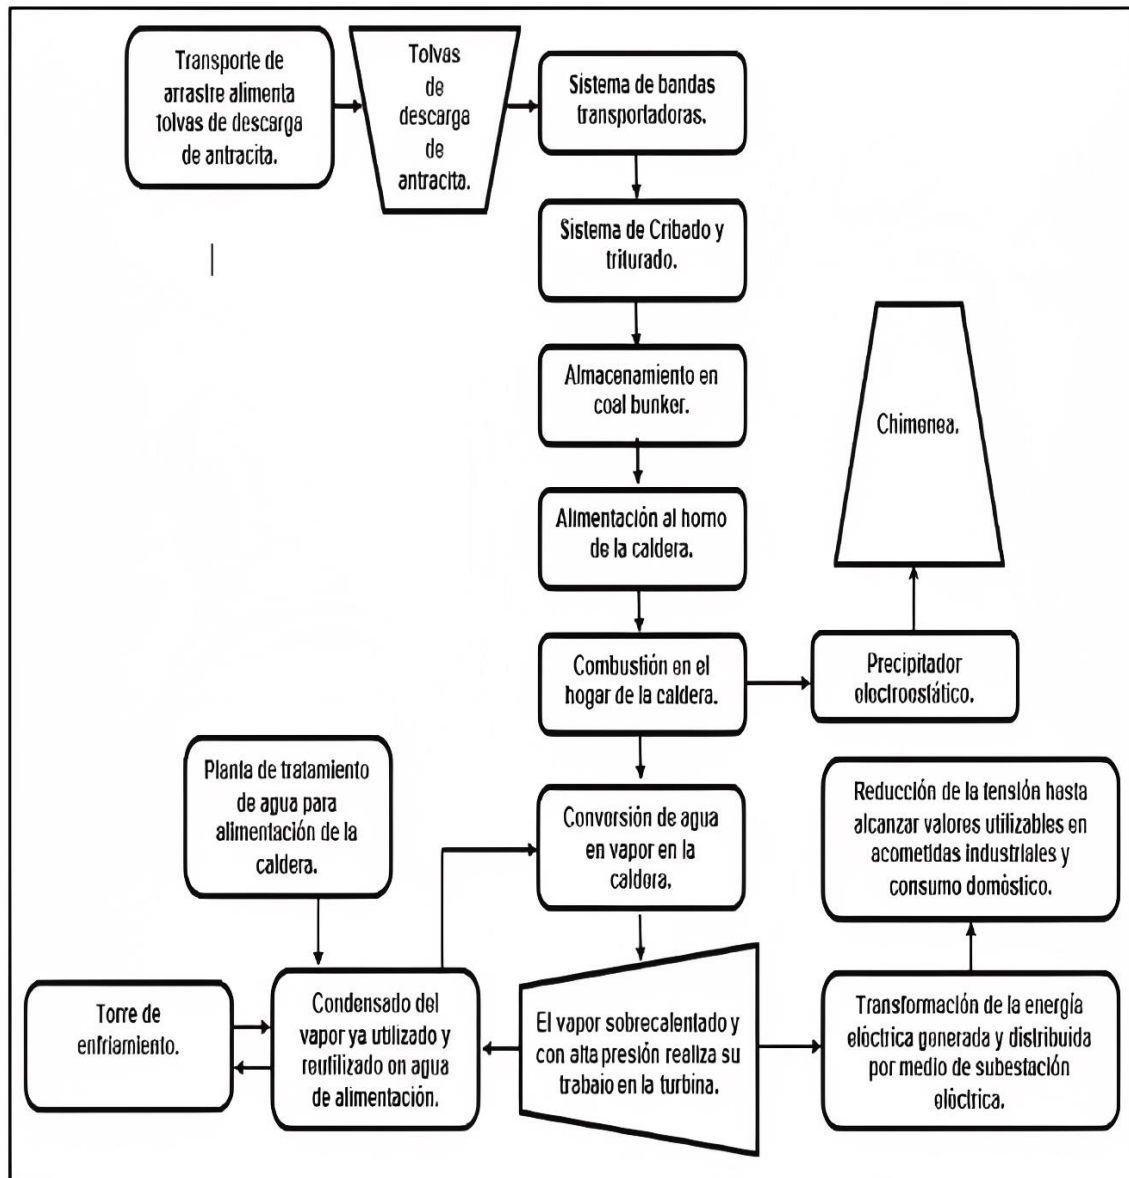 Transporte de
arrastre alimenta
tolvas de descarga
de antracita.
Tolvas
de
descarga
de
antracita.
Sistema de bandas
transportadoras.
Sistema de Cribado y
triturado.
Almacenamiento en
coal bunker.
Chimenea.
Alimentación al horno
de la caldera.
Combustión en el
hogar de la caldera.
Precipitador
electroostático.
Planta de tratamiento
de agua para
alimentación de la
caldera.
Conversión de agua
en vapor en la
caldera.
Reducción de la tensión hasta
alcanzar valores utilizables en
acometidas industriales y
consumo doméstico.
Torre de
enfriamiento.
Condensado del
vapor ya utilizado y
reutilizado en agua
de alimentación.
El vapor sobrecalentado y
con alta presión realiza su
trabajo en la turbina.
Transformación de la energía
eléctrica generada y distribuida
por medio de subestación
eléctrica.